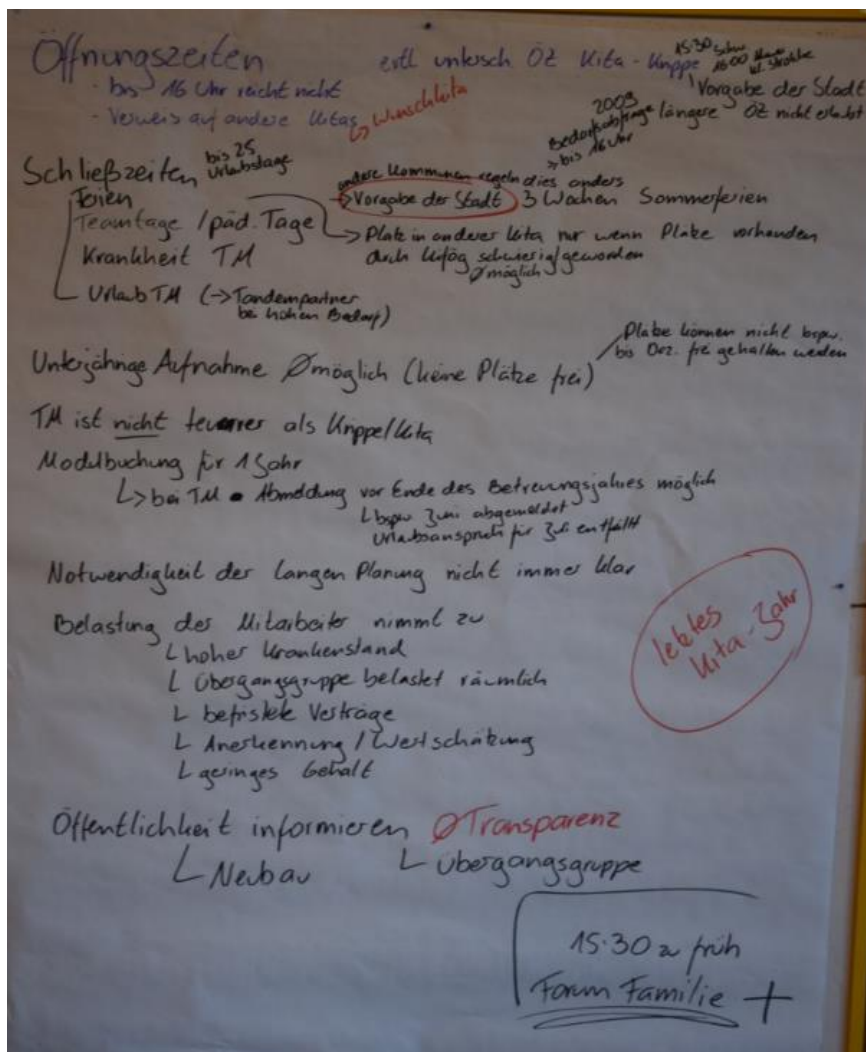 Öffnungszeiten
evtl. untersch. ÖZ Kita-Krippe
15:30
16:00
- bis 16 Uhr reicht nicht
Vorgabe der Stadt
längere ÖZ nicht erlaubt
- Verweis auf andere Kitas
↳ Wunschkita
2009
Bedarfsabfrage
→ bis 16 Uhr
Schließzeiten bis 25 Urlaubstage
andere Kommunen regeln dies anders
Ferien
→ Vorgabe der Stadt 3 Wochen Sommerferien
Teamtage / päd. Tage
→ Platz in anderer Kita nur wenn Plätze vorhanden
durch Kifög schwierig geworden
Ø möglich
Krankheit TM
Urlaub TM (→ Tandempartner
bei hohen Bedarf)
Plätze können nicht bspw.
bis Dez. frei gehalten werden
Unterjährige Aufnahme Ø möglich (keine Plätze frei)
TM ist nicht teurer als Krippe/Kita
Modulbuchung für 1 Jahr
↳ bei TM Abmeldung vor Ende des Betreuungsjahres möglich
└ bspw Juni abgemeldet
Urlaubsanspruch für Juli entfällt
Notwendigkeit der langen Planung nicht immer klar
Belastung der Mitarbeiter nimmt zu
└ hoher Krankenstand
└ Übergangsgruppe belastet räumlich
└ befristete Verträge
└ Anerkennung / Wertschätzung
└ geringes Gehalt
letztes
Kita-Jahr
Öffentlichkeit informieren Ø Transparenz
└ Neubau
└ Übergangsgruppe
15:30 zu früh
Forum Familie +